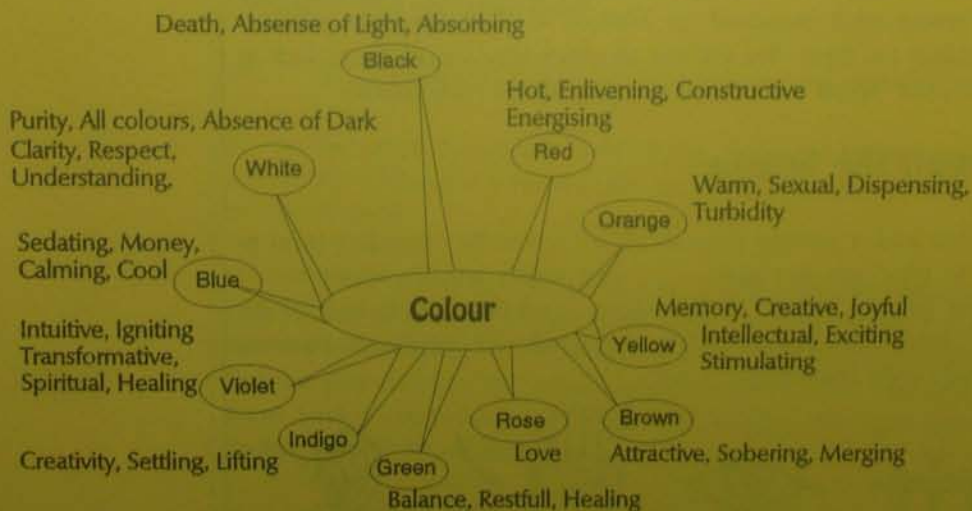 Death, Absense of Light, Absorbing
Black
Hot, Enlivening, Constructive
Energising
Red
Purity, All colours, Absence of Dark
Clarity, Respect,
Understanding,
White
Warm, Sexual, Dispensing,
Turbidity
Orange
Sedating, Money,
Calming, Cool
Blue
Colour
Memory, Creative, Joyful
Intellectual, Exciting
Stimulating
Yellow
Intuitive, Igniting
Transformative,
Spiritual, Healing
Violet
Rose
Love
Brown
Attractive, Sobering, Merging
Indigo
Creativity, Settling, Lifting
Green
Balance, Restfull, Healing